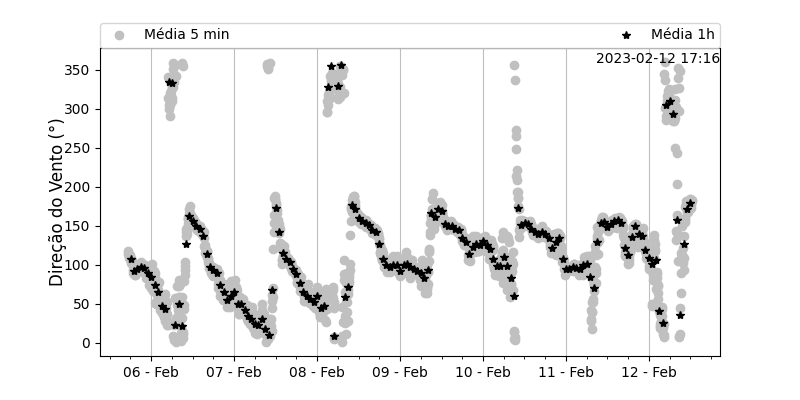 Média 5 min
Média 1h
2023-02-12 17:16
Direção do Vento (°)
350
300
250
200
150
100
50
0
06 - Feb
07 - Feb
08 - Feb
09 - Feb
10 - Feb
11 - Feb
12 - Feb